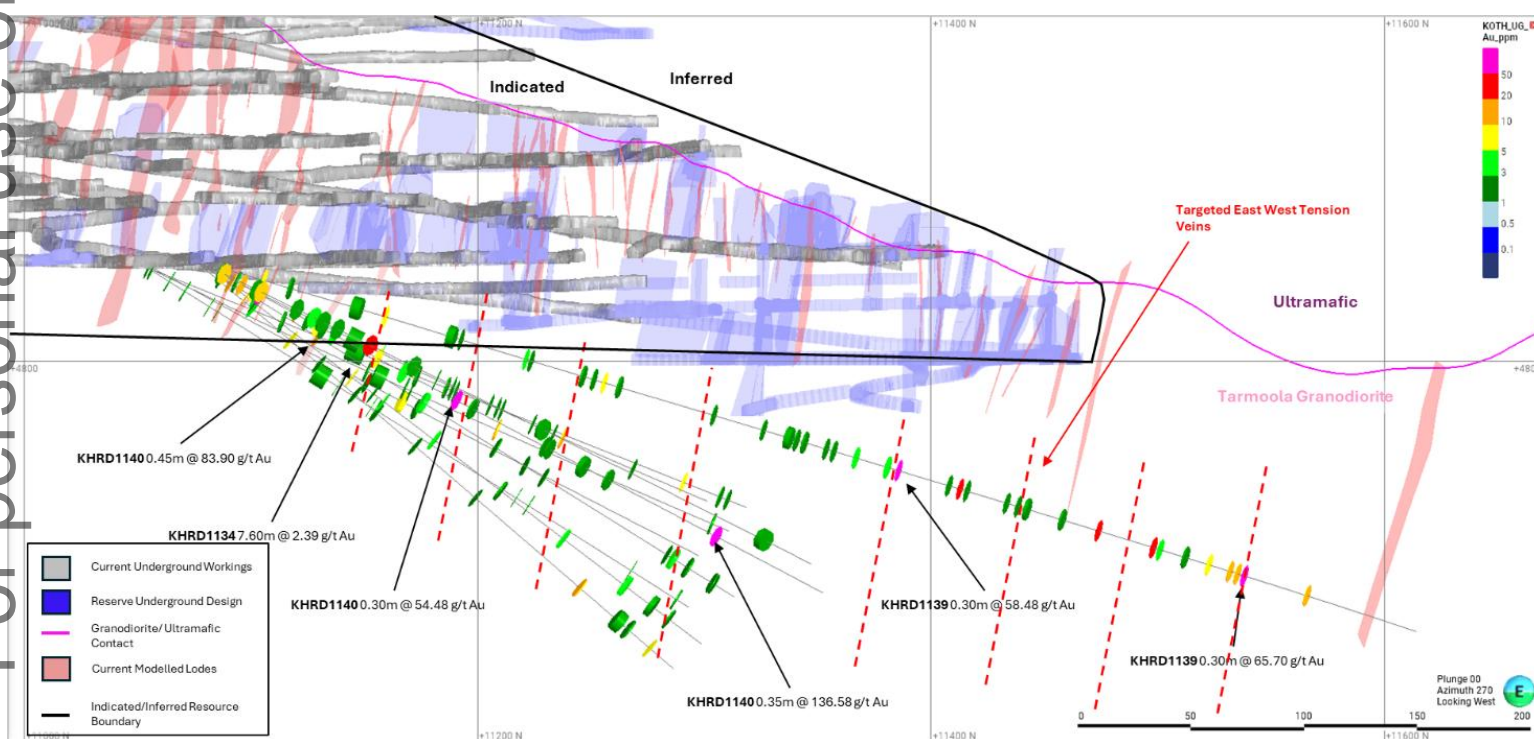 +11000 N
+11200 N
+11400 N
+11600 N
KOTH_UG_
Au_ppm
50
20
10
5
3
1
0.5
0.1
Indicated
Inferred
Targeted East West Tension
Veins
Ultramafic
+4800
Tarmoola Granodiorite
KHRD1140 0.45m @ 83.90 g/t Au
KHRD1134 7.60m @ 2.39 g/t Au
KHRD1140 0.30m @ 54.48 g/t Au
KHRD1139 0.30m @ 58.48 g/t Au
KHRD1139 0.30m @ 65.70 g/t Au
KHRD1140 0.35m @ 136.58 g/t Au
Current Underground Workings
Reserve Underground Design
Granodiorite/ Ultramafic
Contact
Current Modelled Lodes
Indicated/Inferred Resource
Boundary
Plunge 00
Azimuth 270
Looking West
E
0 50 100 150 200
+11000 N
+11200 N
+11400 N
+11600 N
personal use